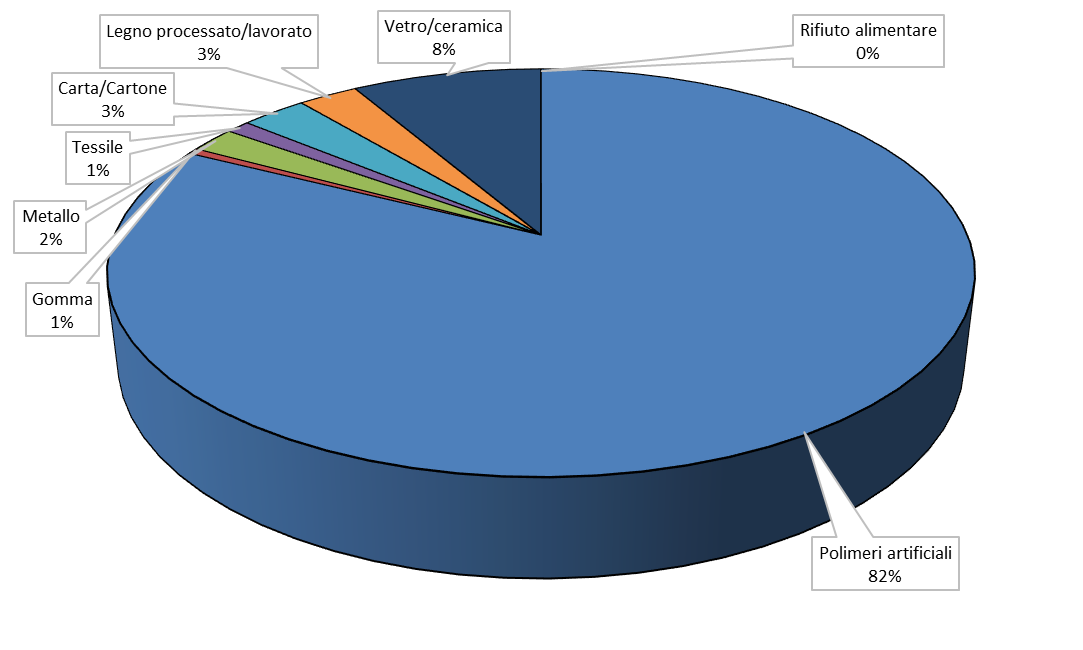 Legno processato/lavorato
3%
Vetro/ceramica
8%
Rifiuto alimentare
0%
Carta/Cartone
3%
Tessile
1%
Metallo
2%
Gomma
1%
Polimeri artificiali
82%